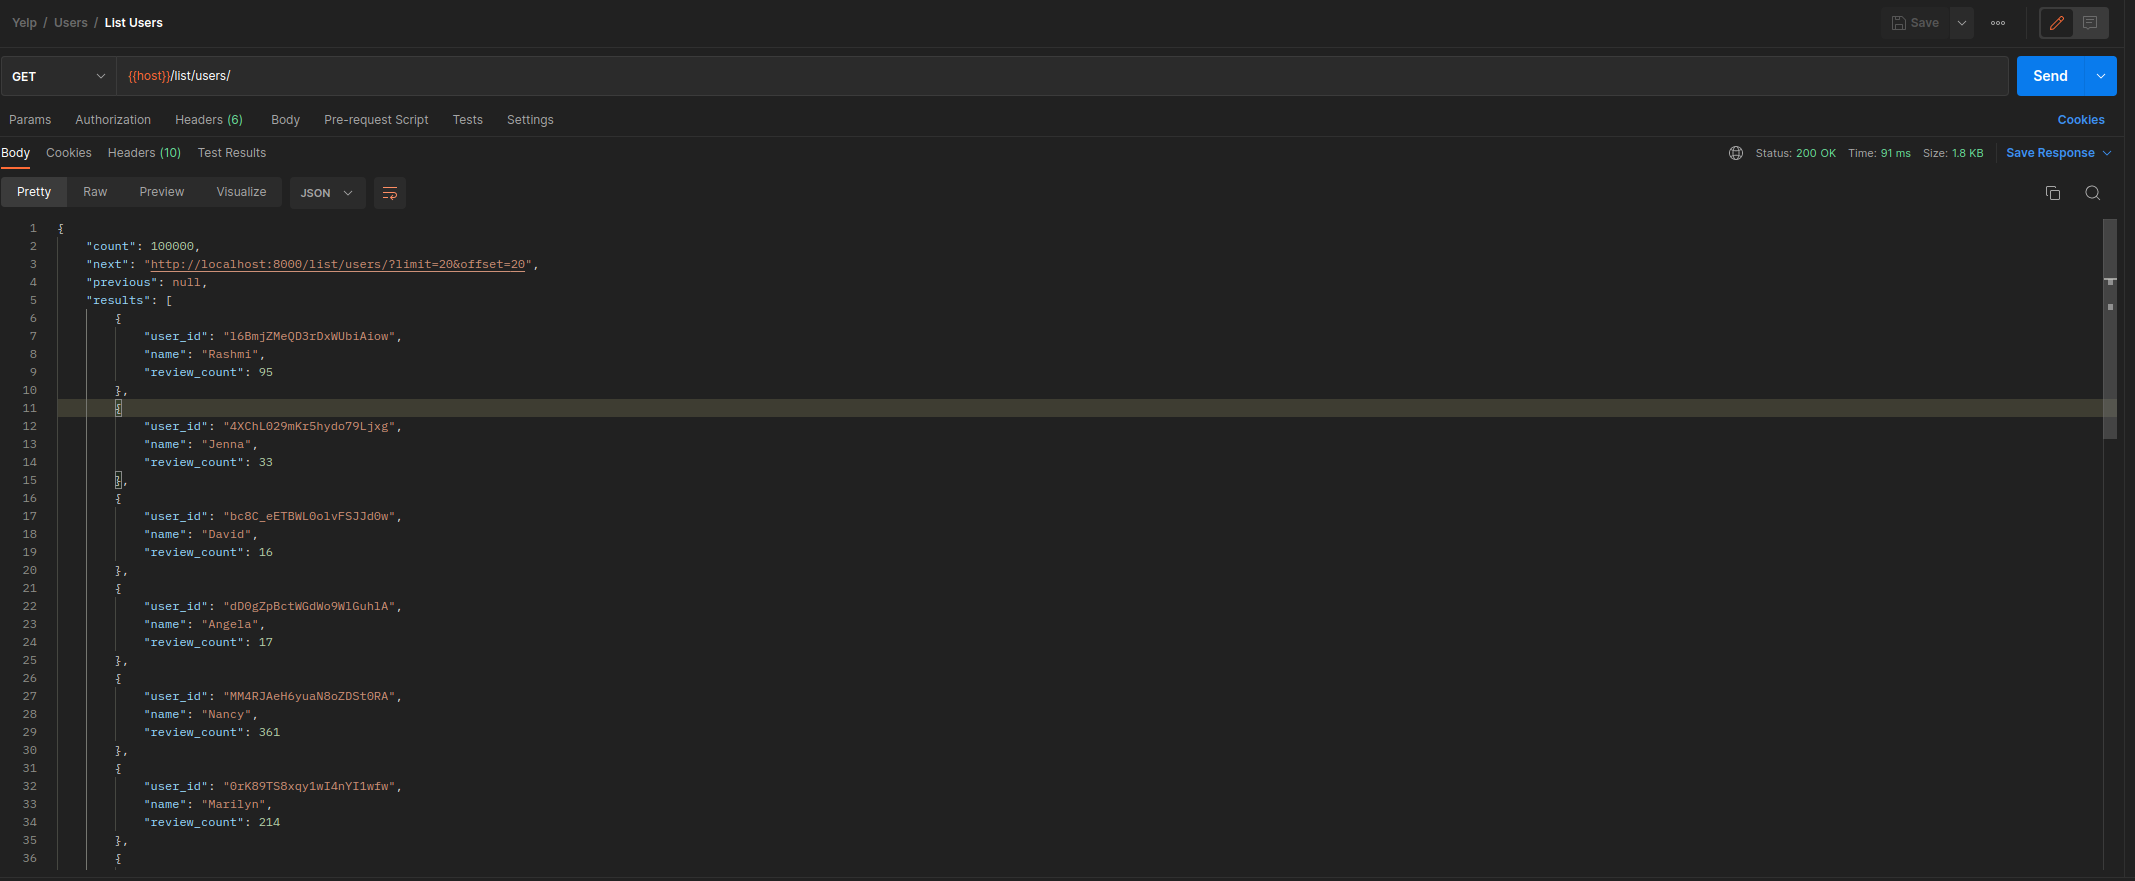 Yelp / Users / List Users
Save
GET {{host}}/list/users/ Send
Params Authorization Headers (6) Body Pre-request Script Tests Settings Cookies
Body Cookies Headers (10) Test Results Status: 200 OK Time: 91 ms Size: 1.8 KB Save Response
Pretty Raw Preview Visualize JSON
1 {
2 "count": 100000,
3 "next": "http://localhost:8000/list/users/?limit=20&offset=20",
4 "previous": null,
5 "results": [
6 {
7 "user_id": "l6BmjZMeQD3rDxWUbiAiow",
8 "name": "Rashmi",
9 "review_count": 95
10 },
11 {
12 "user_id": "4XChL029mKr5hydo79Ljxg",
13 "name": "Jenna",
14 "review_count": 33
15 },
16 {
17 "user_id": "bc8C_eETBWL0olvFSJJd0w",
18 "name": "David",
19 "review_count": 16
20 },
21 {
22 "user_id": "dD0gZpBctWGdWo9WlGuhlA",
23 "name": "Angela",
24 "review_count": 17
25 },
26 {
27 "user_id": "MM4RJAeH6yuaN8oZDSt0RA",
28 "name": "Nancy",
29 "review_count": 361
30 },
31 {
32 "user_id": "0rK89TS8xqy1wI4nYI1wfw",
33 "name": "Marilyn",
34 "review_count": 214
35 },
36 {